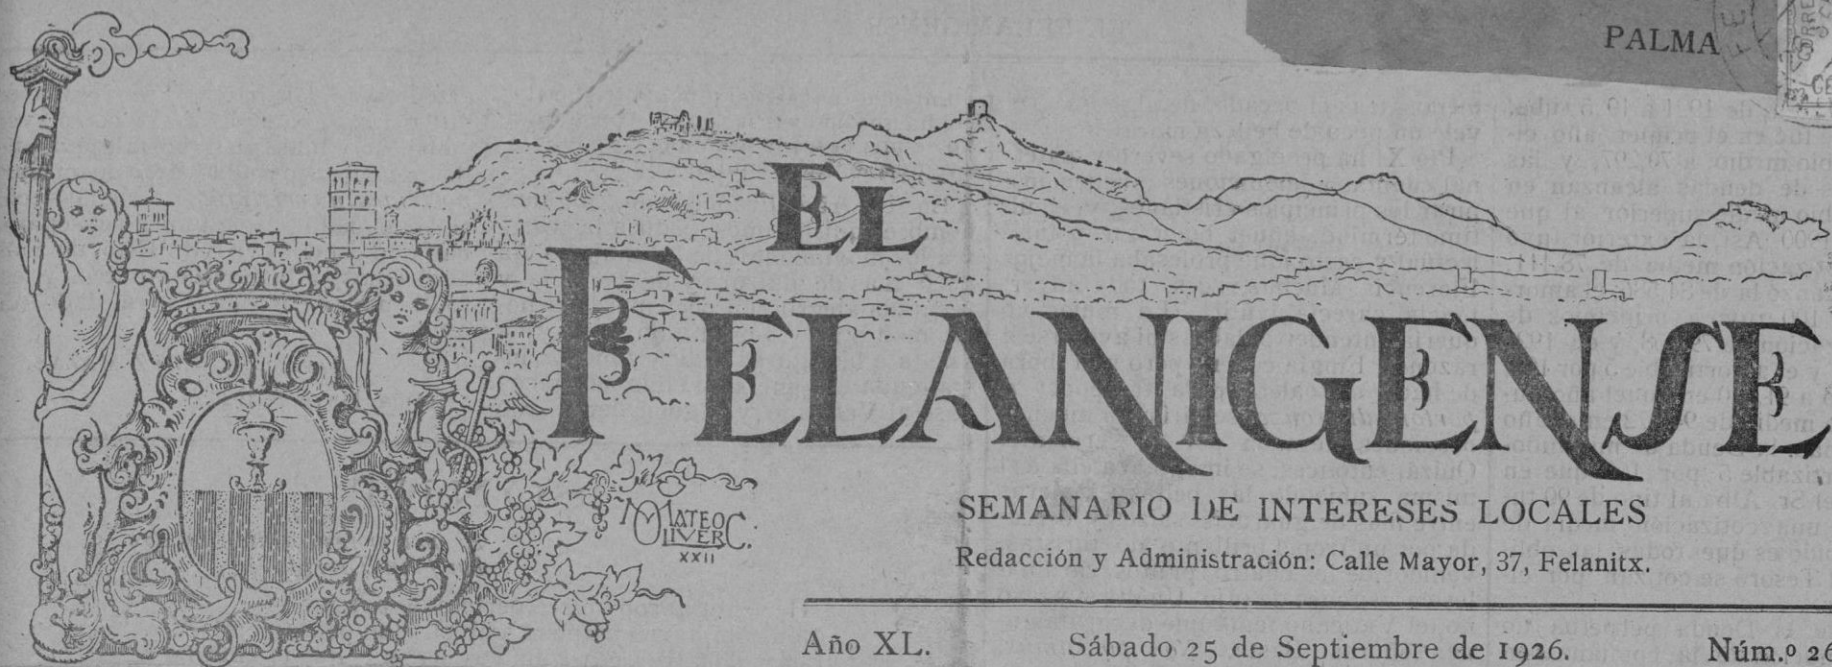 PALMA
EL
FELANIGENSE
MATEO
OLIVER C.
XXII
SEMANARIO DE INTERESES LOCALES
Redacción y Administración: Calle Mayor, 37, Felanitx.
Año XL. Sábado 25 de Septiembre de 1926. Núm.º 26